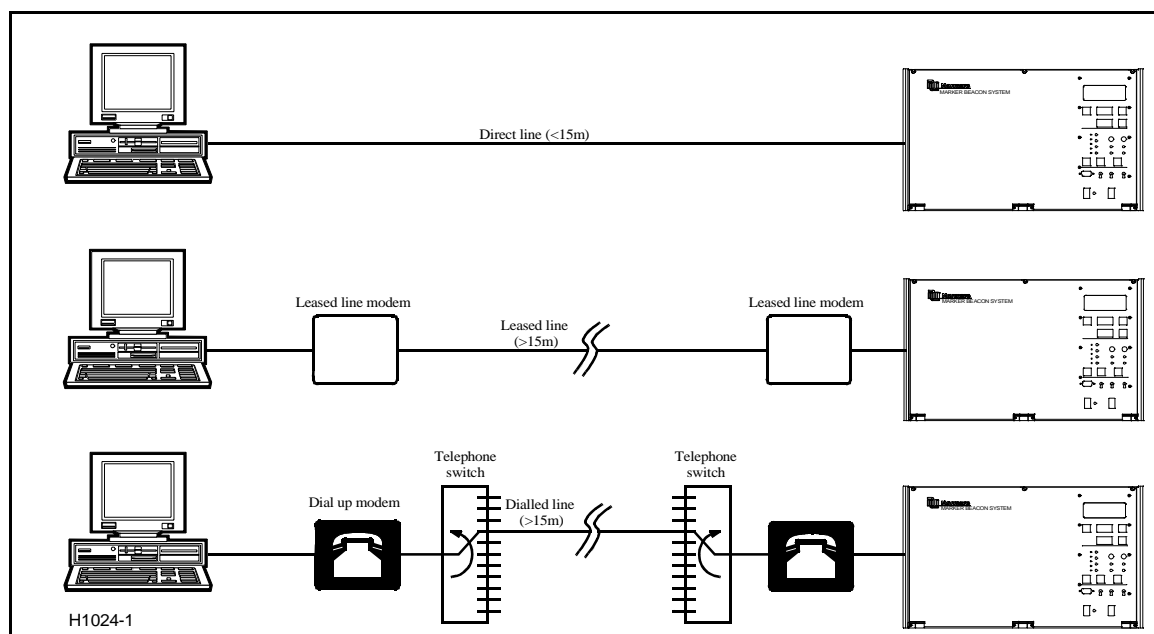 Direct line (<15m)
MARKER BEACON SYSTEM
Leased line modem
Leased line
(>15m)
Leased line modem
MARKER BEACON SYSTEM
Telephone
switch
Telephone
switch
Dial up modem
Dialled line
(>15m)
MARKER BEACON SYSTEM
H1024-1